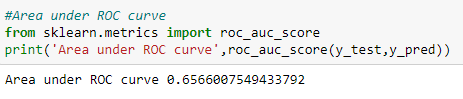 #Area under ROC curve
from sklearn.metrics import roc_auc_score
print('Area under ROC curve',roc_auc_score(y_test,y_pred))
Area under ROC curve 0.6566007549433792